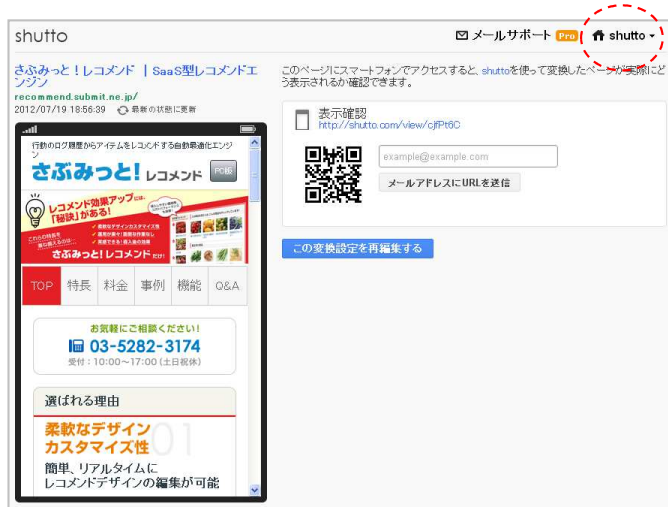 shutto
メールサポート Pro
shutto
さぶみっと！レコメンド | SaaS型レコメンドエ
ンジン
recommend.submit.ne.jp/
2012/07/19 18:56:39 最新の状態に更新
行動のログ履歴からアイテムをレコメンドする自動最適化エンジ
ン
さぶみっと! レコメンド
PC版
レコメンド効果アップには、
「秘訣」がある!
さぶみっと!レコメンド だけ!
TOP 特長 料金 事例 機能 Q&A
お気軽にご相談ください!
03-5282-3174
受付：10:00～17:00 (土日祝休)
選ばれる理由
柔軟なデザイン
カスタマイズ性
01
簡単、リアルタイムに
レコメンドデザインの編集が可能
このページにスマートフォンでアクセスすると、shuttoを使って変換したページが実際にど
う表示されるか確認できます。
表示確認
http://shutto.com/view/cjfPt6C
example@example.com
メールアドレスにURLを送信
この変換設定を再編集する